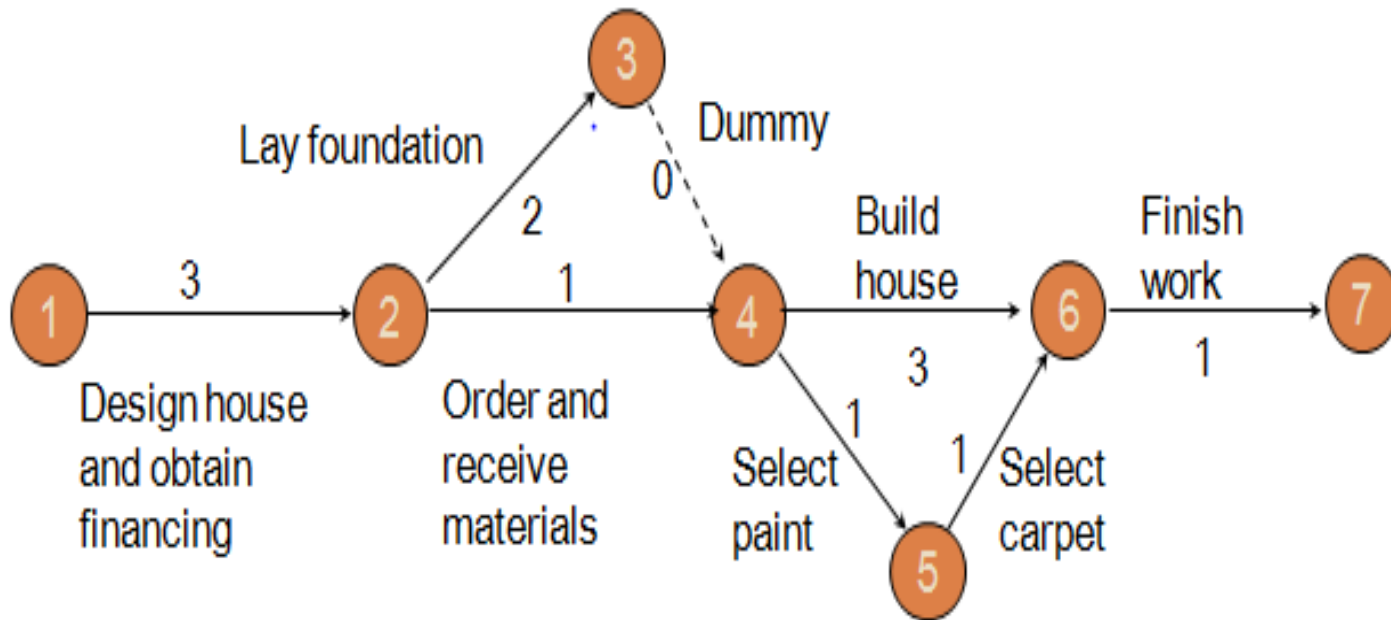 3
Lay foundation
Dummy
0
2
Build
house
Finish
work
3
1
1
2
4
6
7
3
1
Design house
and obtain
financing
Order and
receive
materials
1
Select
paint
1
Select
carpet
5